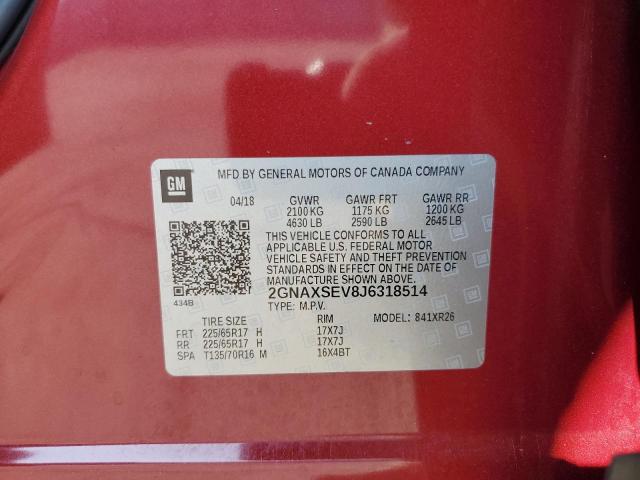 MFD BY GENERAL MOTORS OF CANADA COMPANY
GM
04/18 GVWR GAWR FRT GAWR RR
2100 KG 1175 KG 1200 KG
4630 LB 2590 LB 2645 LB
THIS VEHICLE CONFORMS TO ALL
APPLICABLE U.S. FEDERAL MOTOR
VEHICLE SAFETY AND THEFT PREVENTION
STANDARDS IN EFFECT ON THE DATE
OF MANUFACTURE SHOWN ABOVE.
434B
2GNAXSEV8J6318514
TYPE: M.P.V.
TIRE SIZE RIM MODEL: 841XR26
FRT 225/65R17 H 17X7J
RR 225/65R17 H 17X7J
SPA T135/70R16 M 16X4BT